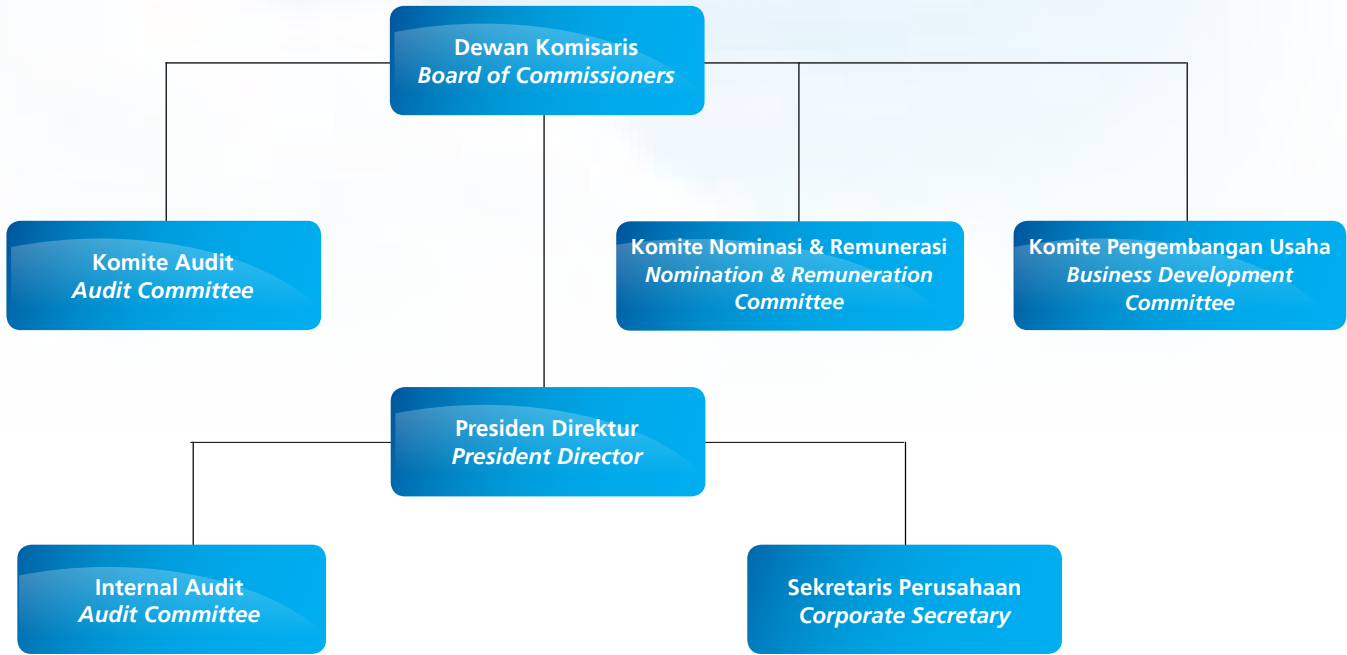 Dewan Komisaris
Board of Commissioners
Komite Audit
Audit Committee
Komite Nominasi & Remunerasi
Nomination & Remuneration
Committee
Komite Pengembangan Usaha
Business Development
Committee
Presiden Direktur
President Director
Internal Audit
Audit Committee
Sekretaris Perusahaan
Corporate Secretary